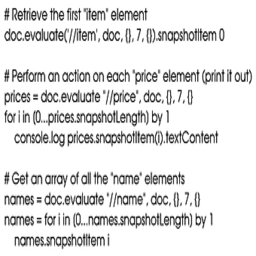 # Retrieve the first "item" element
doc.evaluate('//item', doc, {}, 7, {}).snapshotItem 0
# Perform an action on each "price" element (print it out)
prices = doc.evaluate "//price", doc, {}, 7, {}
for i in (0...prices.snapshotLength) by 1
console.log prices.snapshotItem(i).textContent
# Get an array of all the "name" elements
names = doc.evaluate "//name", doc, {}, 7, {}
names = for i in (0...names.snapshotLength) by 1
names.snapshotItem i